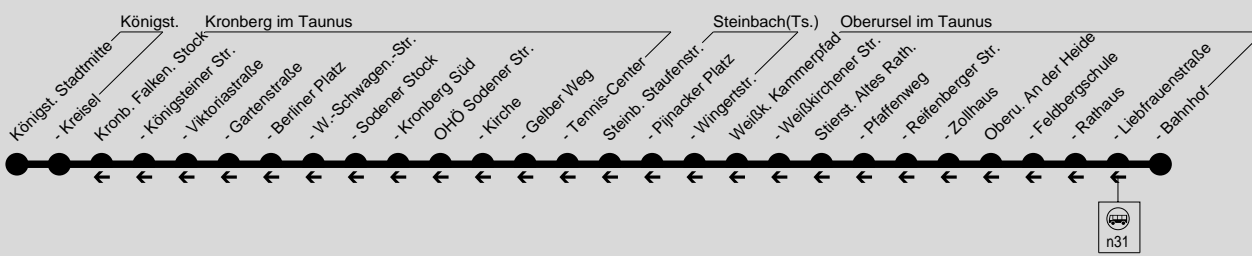 Königst.
Kronberg im Taunus
Steinbach(Ts.)
Oberursel im Taunus
Königst. Stadtmitte
- Kreisel
Kronb. Falken. Stock
- Königsteiner Str.
- Viktoriastraße
- Gartenstraße
- Berliner Platz
- W.-Schwagen.-Str.
- Sodener Stock
- Kronberg Süd
OHÖ Sodener Str.
- Kirche
- Gelber Weg
- Tennis-Center
Steinb. Staufenstr.
- Pijnacker Platz
- Wingertstr.
Weißk. Kammerpfad
- Weißkirchener Str.
Stierst. Altes Rath.
- Pfaffenweg
- Reifenberger Str.
- Zollhaus
Oberu. An der Heide
- Feldbergschule
- Rathaus
- Liebfrauenstraße
- Bahnhof
n31